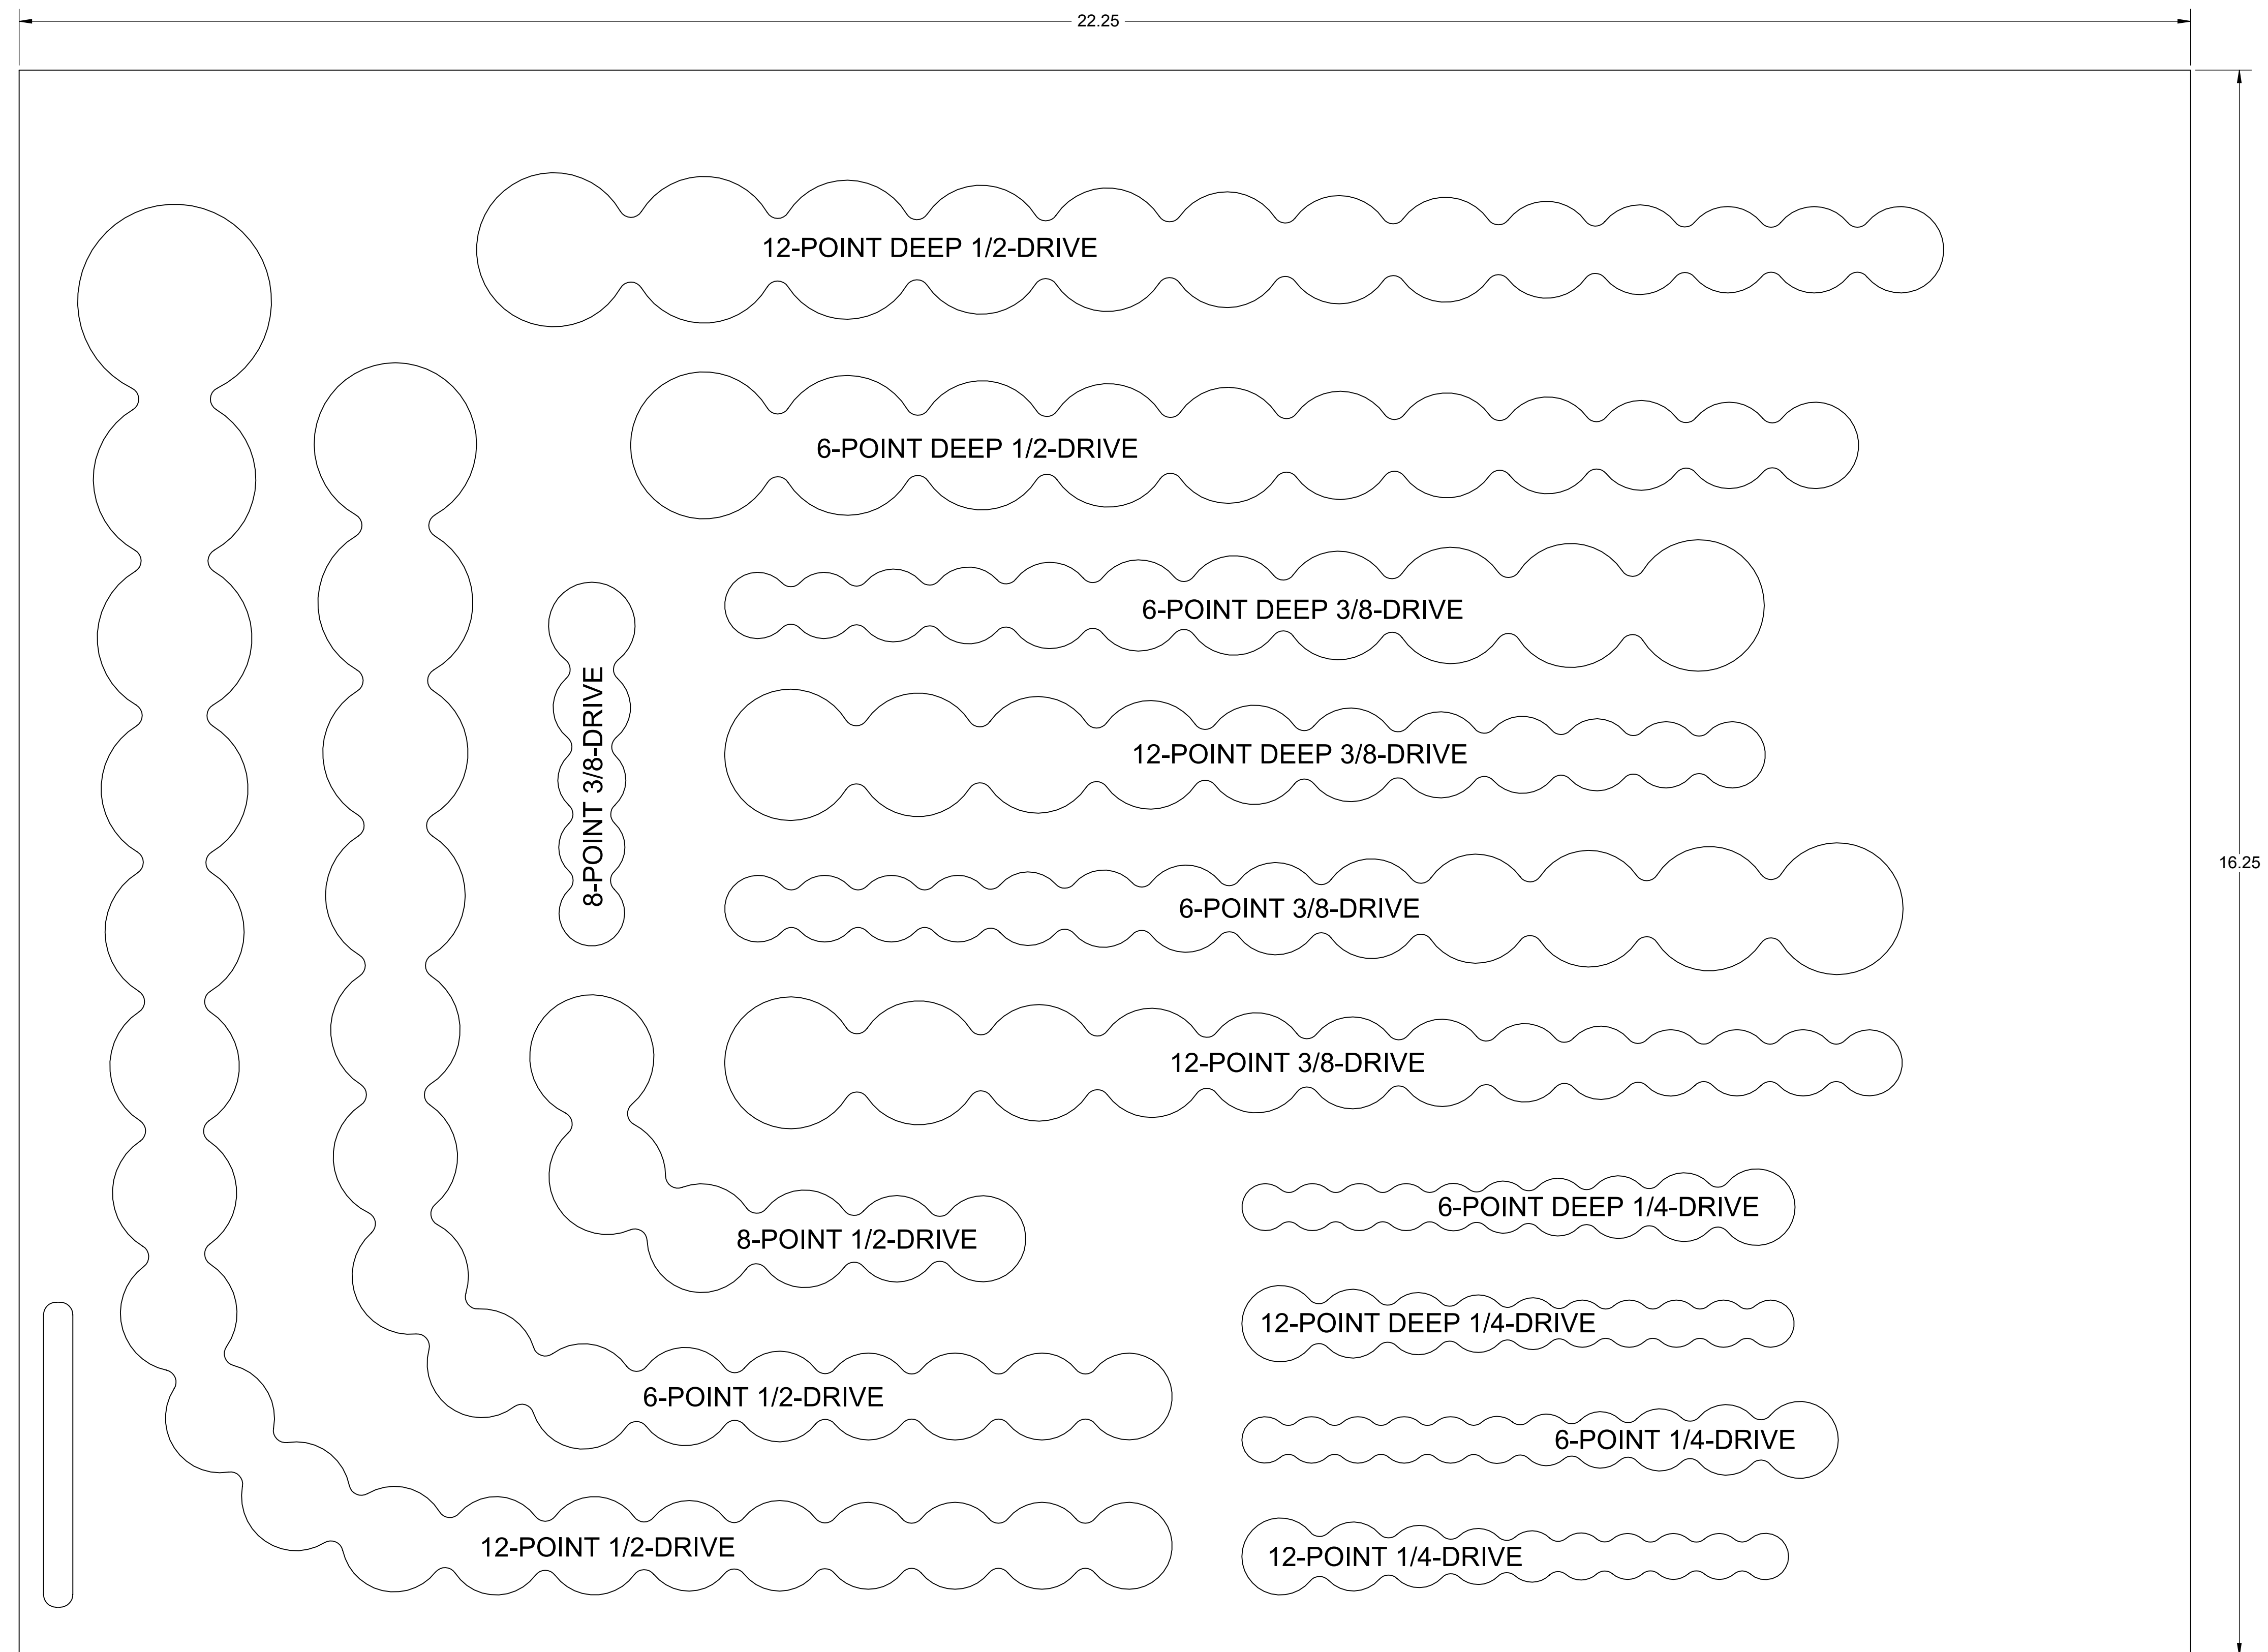 22.25
12-POINT DEEP 1/2-DRIVE
6-POINT DEEP 1/2-DRIVE
6-POINT DEEP 3/8-DRIVE
8-POINT 3/8-DRIVE
12-POINT DEEP 3/8-DRIVE
16.25
6-POINT 3/8-DRIVE
12-POINT 3/8-DRIVE
6-POINT DEEP 1/4-DRIVE
8-POINT 1/2-DRIVE
12-POINT DEEP 1/4-DRIVE
6-POINT 1/2-DRIVE
6-POINT 1/4-DRIVE
12-POINT 1/2-DRIVE
12-POINT 1/4-DRIVE